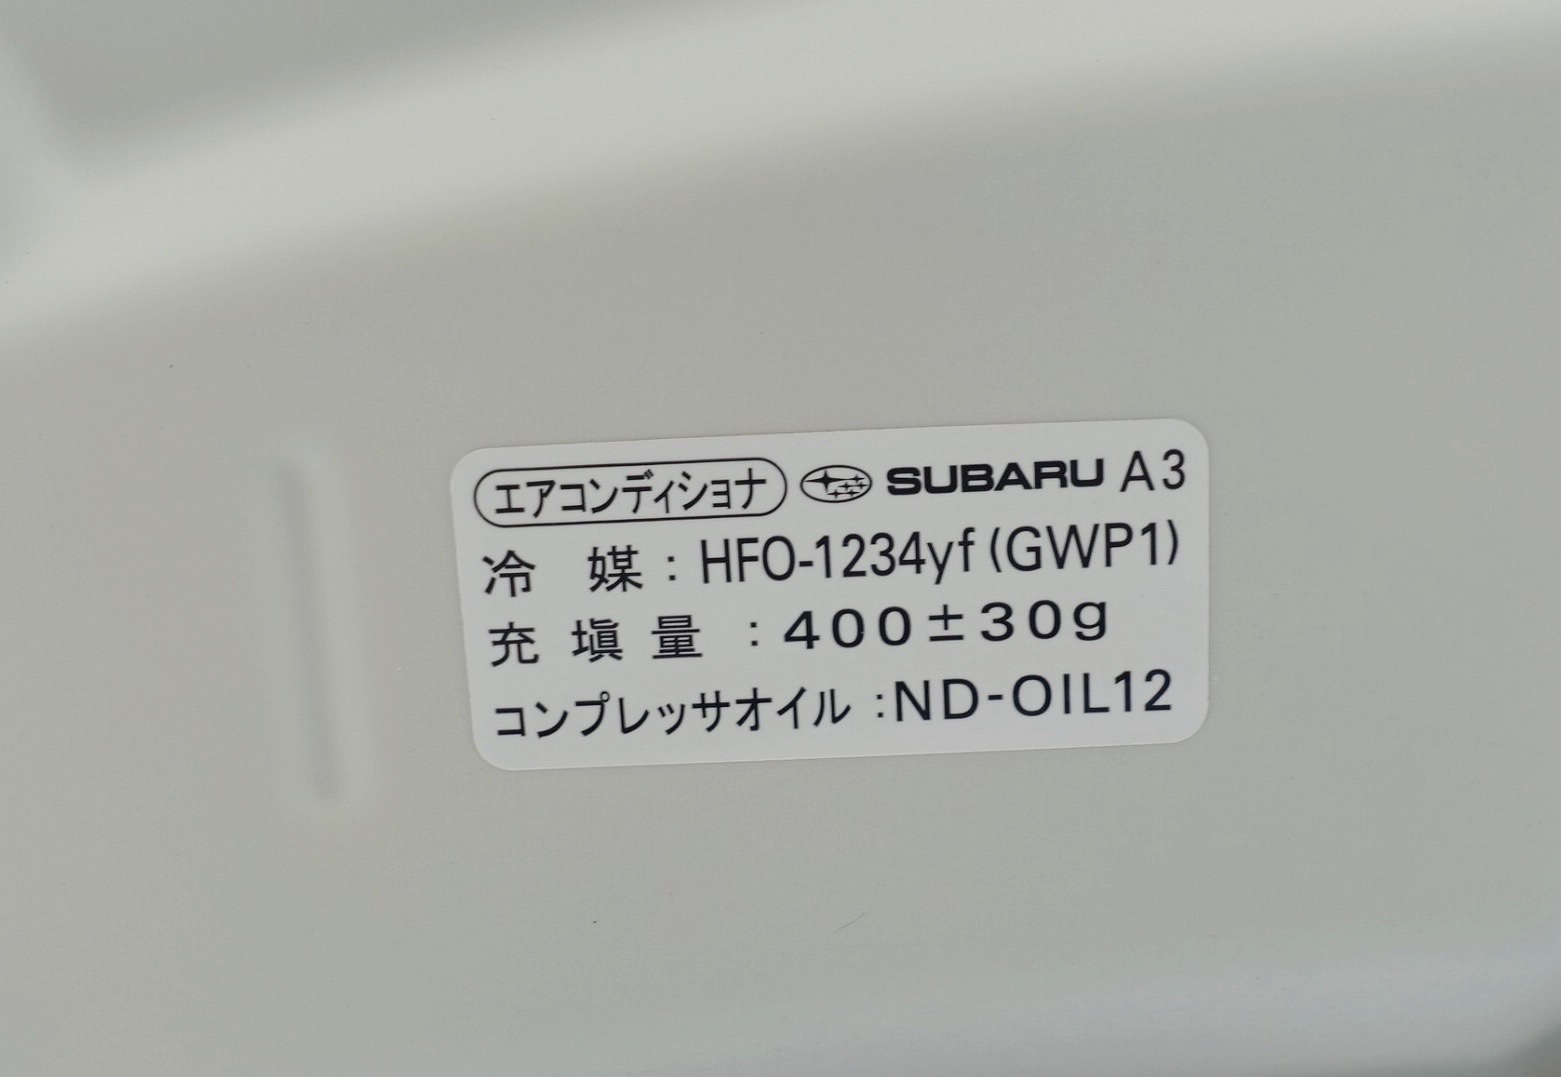 エアコンディショナ SUBARU A3
冷媒:HFO-1234yf(GWP1)
充塡量:400±30g
コンプレッサオイル:ND-OIL12